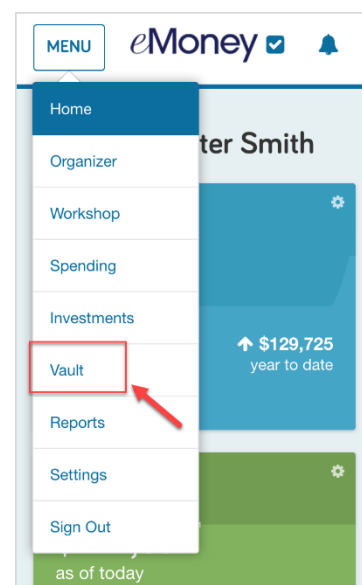 MENU
eMoney
Home
ter Smith
Organizer
Workshop
Spending
Investments
$129,725
year to date
Vault
Reports
Settings
Sign Out
as of today